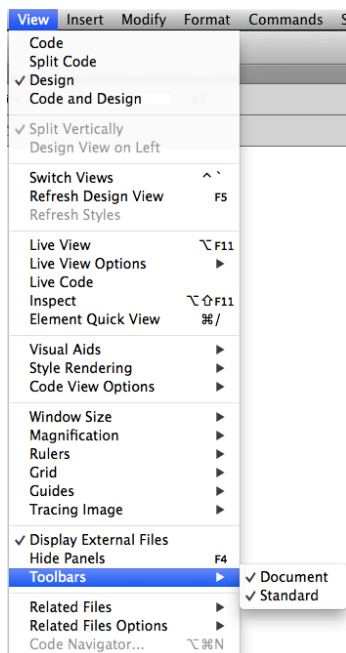 View Insert Modify Format Commands S
Code
Split Code
✓ Design
Code and Design
✓ Split Vertically
Design View on Left
Switch Views ^ `
Refresh Design View F5
Refresh Styles
Live View ⌥F11
Live View Options ▶
Live Code
Inspect ⌥⇧F11
Element Quick View ⌘/
Visual Aids ▶
Style Rendering ▶
Code View Options ▶
Window Size ▶
Magnification ▶
Rulers ▶
Grid ▶
Guides ▶
Tracing Image ▶
✓ Display External Files
Hide Panels F4
Toolbars ▶
✓ Document
✓ Standard
Related Files ▶
Related Files Options ▶
Code Navigator... ⌥⌘N